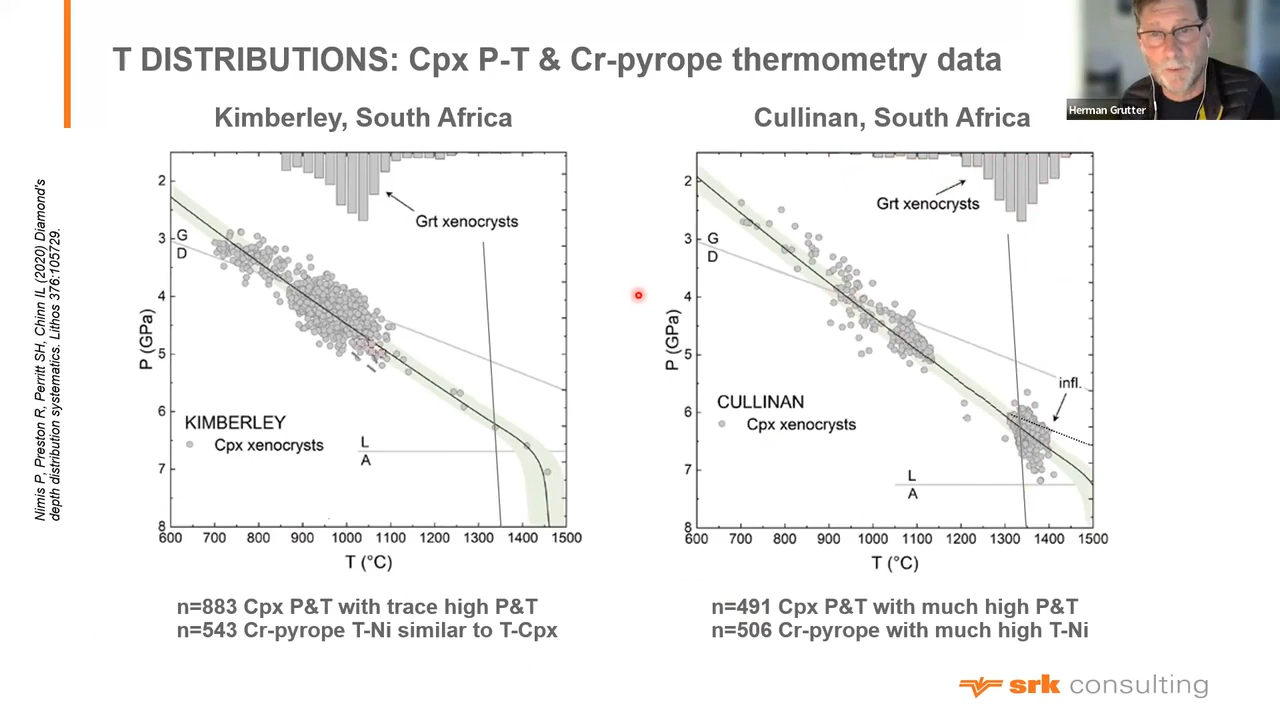 T DISTRIBUTIONS: Cpx P-T & Cr-pyrope thermometry data
Herman Grutter
Kimberley, South Africa
Cullinan, South Africa
Nimis P, Preston R, Perritt SH, Chinn IL (2020) Diamond's
depth distribution systematics. Lithos 376:105729.
2
3
4
5
6
7
8
P (GPa)
G
D
Grt xenocrysts
KIMBERLEY
Cpx xenocrysts
L
A
600 700 800 900 1000 1100 1200 1300 1400 1500
T (°C)
2
3
4
5
6
7
8
P (GPa)
G
D
Grt xenocrysts
infl.
CULLINAN
Cpx xenocrysts
L
A
600 700 800 900 1000 1100 1200 1300 1400 1500
T (°C)
n=883 Cpx P&T with trace high P&T
n=543 Cr-pyrope T-Ni similar to T-Cpx
n=491 Cpx P&T with much high P&T
n=506 Cr-pyrope with much high T-Ni
srk consulting